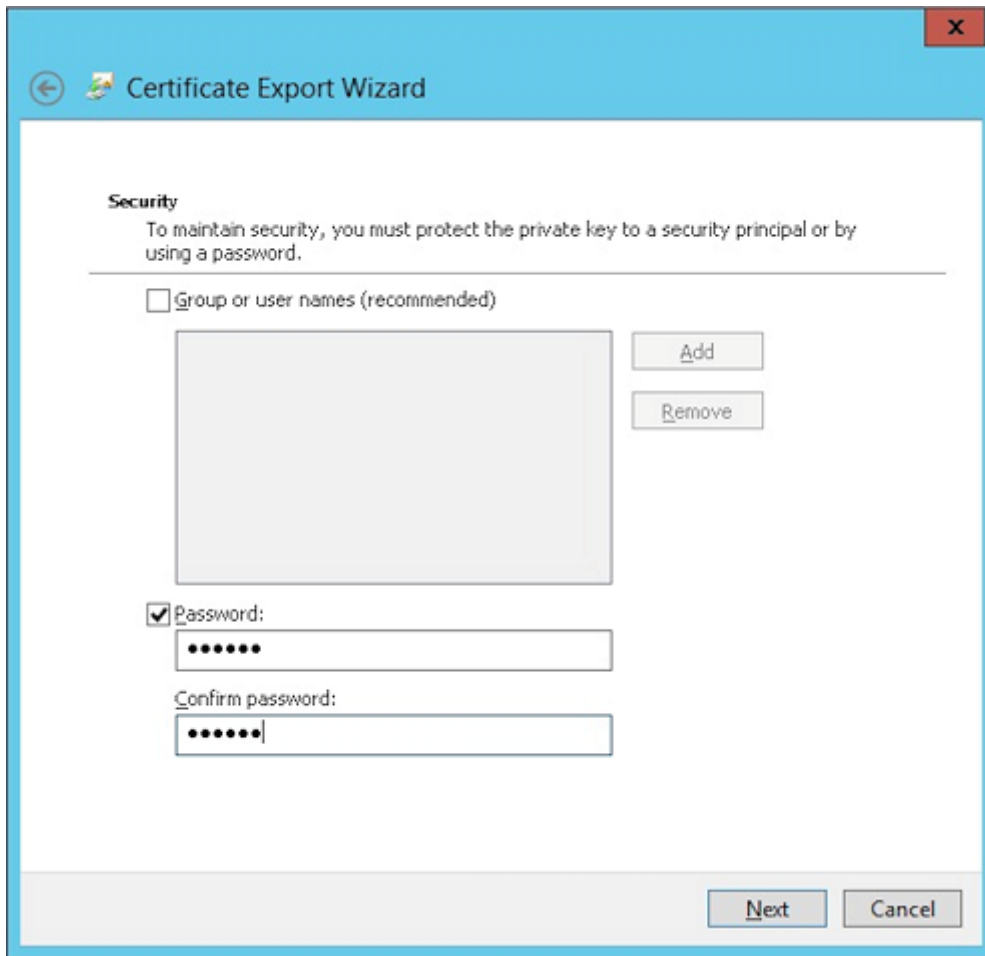 x
Certificate Export Wizard
Security
To maintain security, you must protect the private key to a security principal or by
using a password.
Group or user names (recommended)
Add
Remove
Password:
••••••
Confirm password:
••••••
Next
Cancel